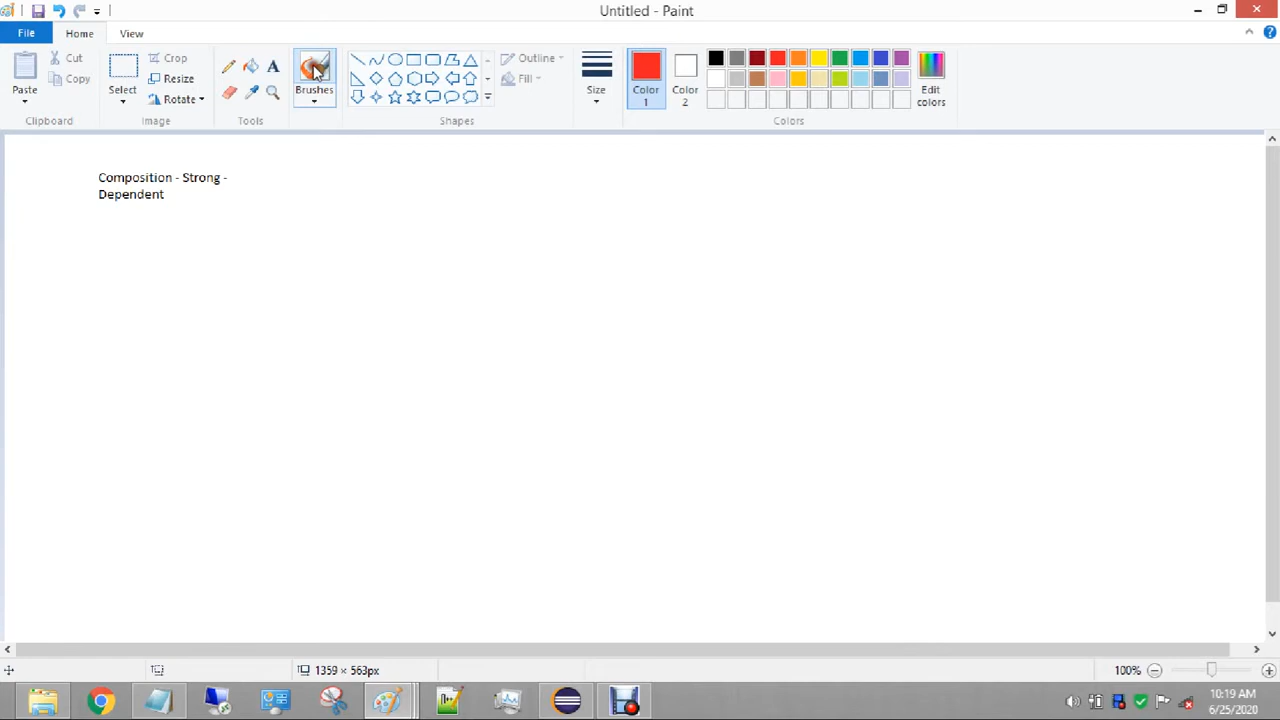 Untitled - Paint
File
Home
View
Paste
Cut
Copy
Clipboard
Select
Crop
Resize
Rotate
Image
A
Tools
Brushes
Outline
Fill
Shapes
Size
Color 1
Color 2
Edit colors
Colors
Composition - Strong -
Dependent
1359 × 563px
100%
10:19 AM
6/25/2020